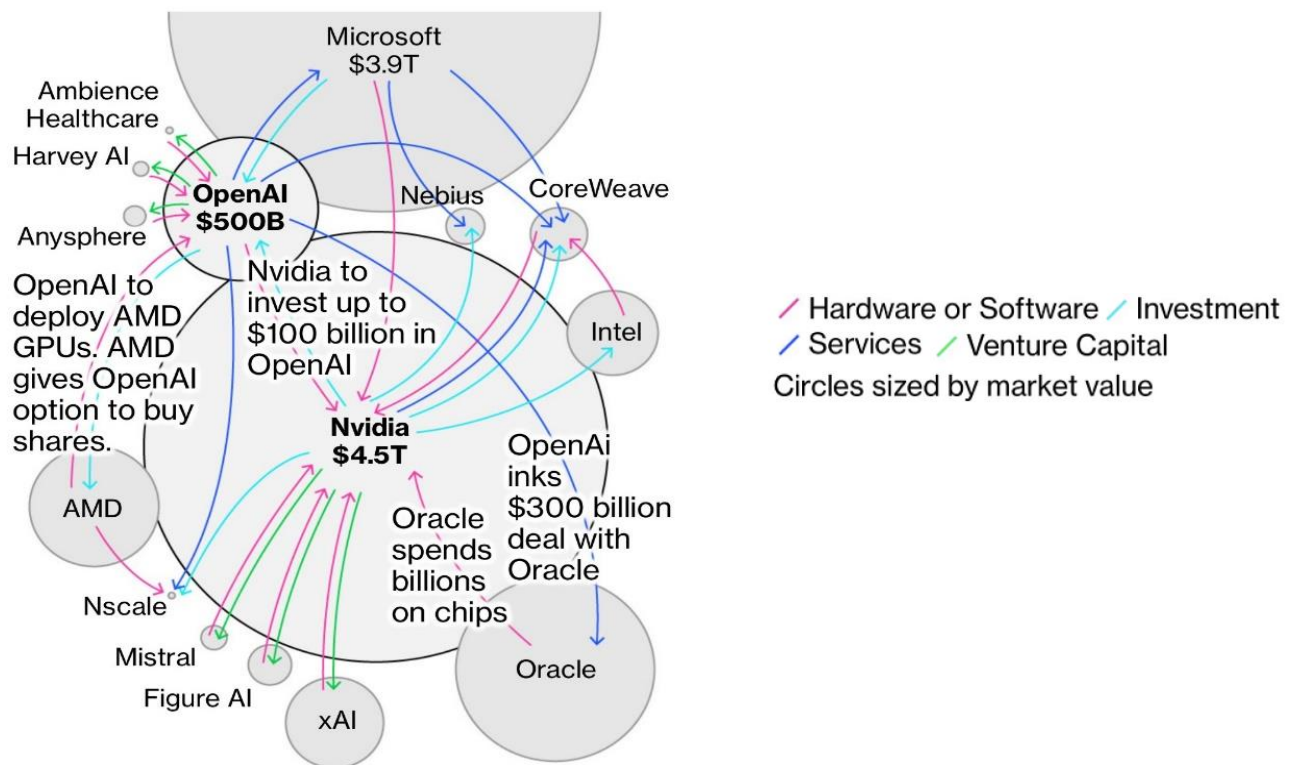 Microsoft
$3.9T
Ambience
Healthcare
Harvey AI
OpenAI
$500B
Anysphere
Nebius
CoreWeave
OpenAI to
deploy AMD
GPUs. AMD
gives OpenAI
option to buy
shares.
Nvidia to
invest up to
$100 billion in
OpenAI
Intel
Nvidia
$4.5T
AMD
Oracle
spends
billions
on chips
OpenAi
inks
$300 billion
deal with
Oracle
Nscale
Mistral
Figure AI
xAI
Oracle
Hardware or Software Investment
Services Venture Capital
Circles sized by market value